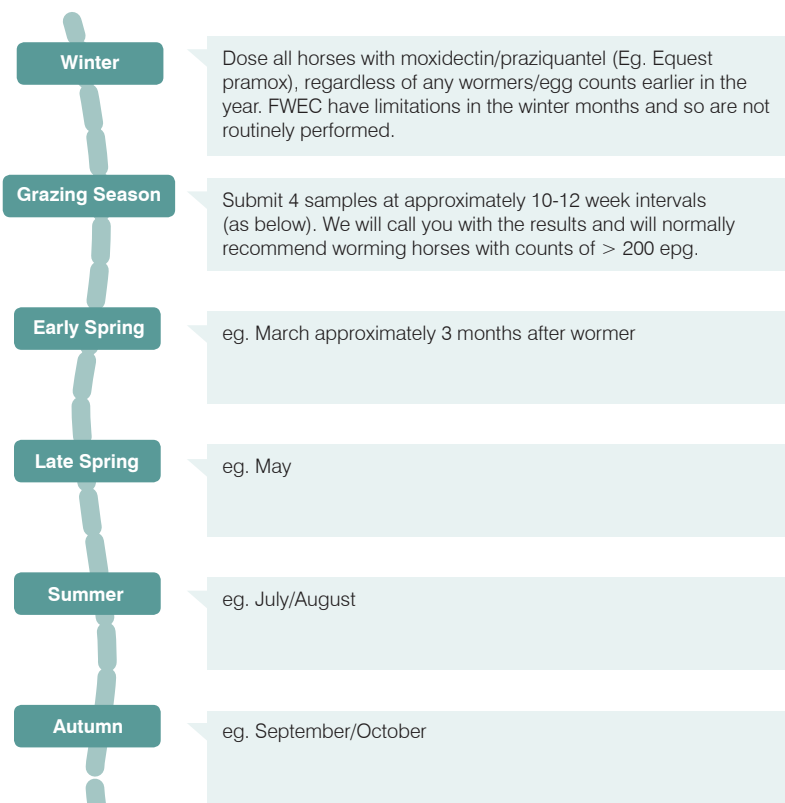 Winter
Dose all horses with moxidectin/praziquantel (Eg. Equest
pramox), regardless of any wormers/egg counts earlier in the
year. FWEC have limitations in the winter months and so are not
routinely performed.
Grazing Season
Submit 4 samples at approximately 10-12 week intervals
(as below). We will call you with the results and will normally
recommend worming horses with counts of > 200 epg.
Early Spring
eg. March approximately 3 months after wormer
Late Spring
eg. May
Summer
eg. July/August
Autumn
eg. September/October